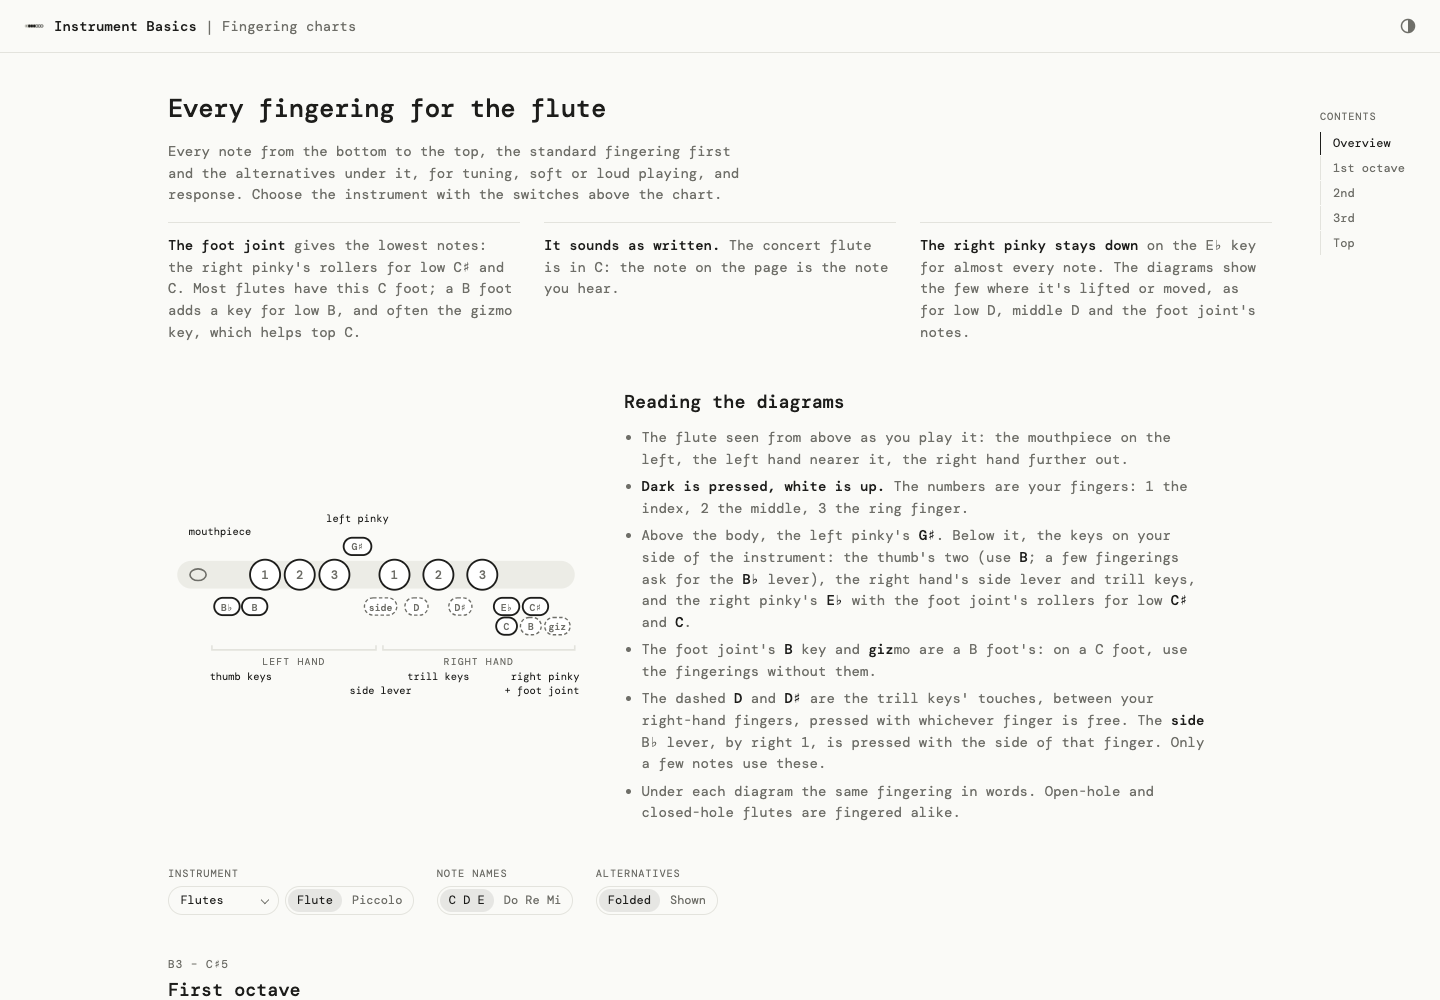 Instrument Basics | Fingering charts
Every fingering for the flute
Every note from the bottom to the top, the standard fingering first
and the alternatives under it, for tuning, soft or loud playing, and
response. Choose the instrument with the switches above the chart.
The foot joint gives the lowest notes:
the right pinky's rollers for low C♯ and
C. Most flutes have this C foot; a B foot
adds a key for low B, and often the gizmo
key, which helps top C.
It sounds as written. The concert flute
is in C: the note on the page is the note
you hear.
The right pinky stays down on the E♭ key
for almost every note. The diagrams show
the few where it's lifted or moved, as
for low D, middle D and the foot joint's
notes.
CONTENTS
Overview
1st octave
2nd
3rd
Top
mouthpiece
left pinky
G♯
1 2 3 1 2 3
B♭ B side D D♯ E♭ C♯
C B giz
LEFT HAND RIGHT HAND
thumb keys trill keys right pinky
side lever + foot joint
Reading the diagrams
The flute seen from above as you play it: the mouthpiece on the
left, the left hand nearer it, the right hand further out.
Dark is pressed, white is up. The numbers are your fingers: 1 the
index, 2 the middle, 3 the ring finger.
Above the body, the left pinky's G♯. Below it, the keys on your
side of the instrument: the thumb's two (use B; a few fingerings
ask for the B♭ lever), the right hand's side lever and trill keys,
and the right pinky's E♭ with the foot joint's rollers for low C♯
and C.
The foot joint's B key and gizmo are a B foot's: on a C foot, use
the fingerings without them.
The dashed D and D♯ are the trill keys' touches, between your
right-hand fingers, pressed with whichever finger is free. The side
B♭ lever, by right 1, is pressed with the side of that finger. Only
a few notes use these.
Under each diagram the same fingering in words. Open-hole and
closed-hole flutes are fingered alike.
INSTRUMENT
Flutes
Flute Piccolo
NOTE NAMES
C D E Do Re Mi
ALTERNATIVES
Folded Shown
B3 – C♯5
First octave